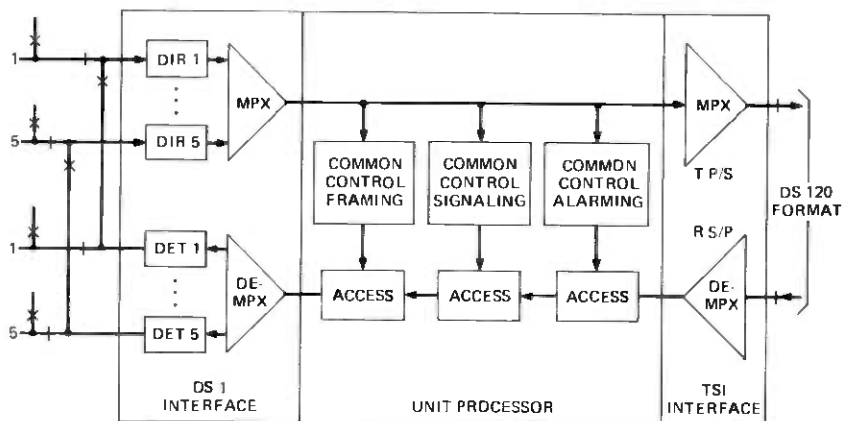 1
DIR 1
MPX
5
DIR 5
MPX
T P/S
COMMON
CONTROL
FRAMING
COMMON
CONTROL
SIGNALING
COMMON
CONTROL
ALARMING
DS 120
FORMAT
R S/P
1
DET 1
DE-
MPX
ACCESS
ACCESS
ACCESS
DE-
MPX
5
DET 5
DS 1
INTERFACE
UNIT PROCESSOR
TSI
INTERFACE